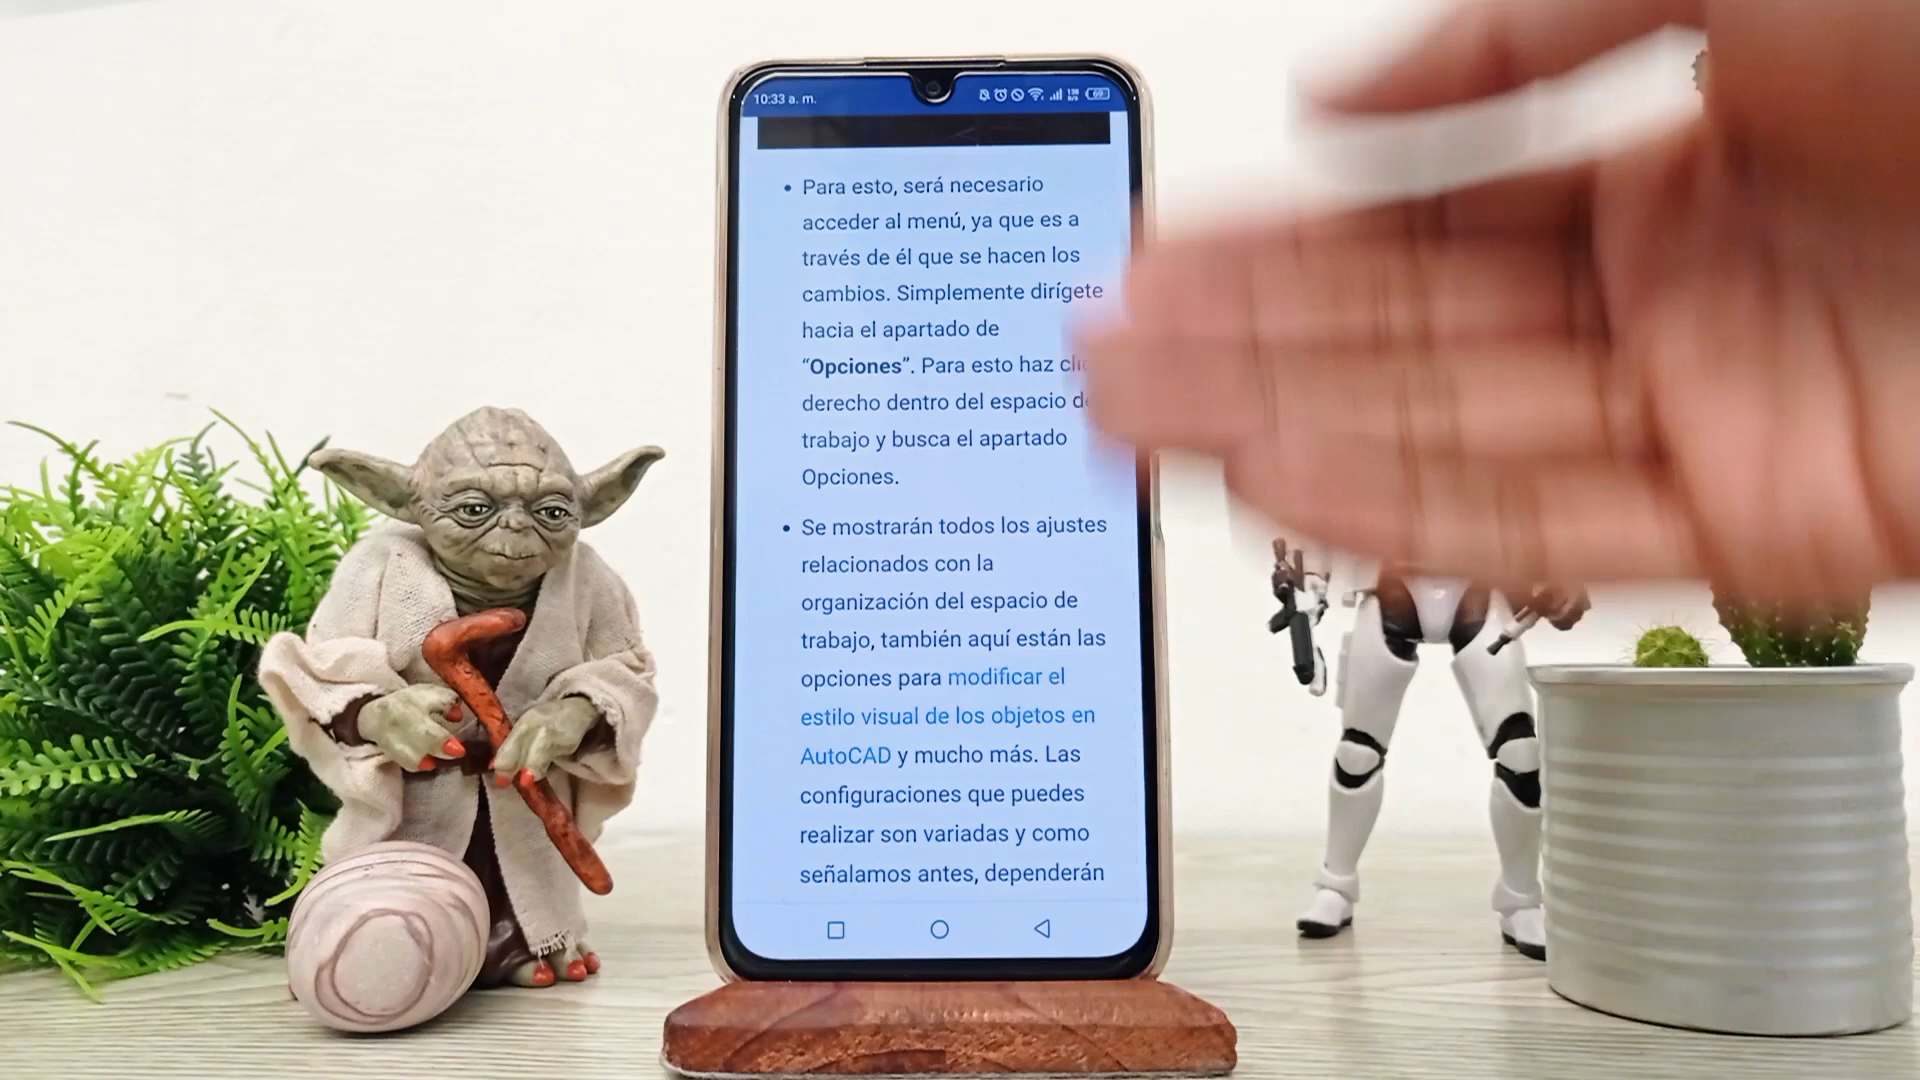 10:33 a. m.
69
Para esto, será necesario
acceder al menú, ya que es a
través de él que se hacen los
cambios. Simplemente dirígete
hacia el apartado de
“Opciones”. Para esto haz
derecho dentro del espacio
trabajo y busca el apartado
Opciones.
Se mostrarán todos los ajustes
relacionados con la
organización del espacio de
trabajo, también aquí están las
opciones para modificar el
estilo visual de los objetos en
AutoCAD y mucho más. Las
configuraciones que puedes
realizar son variadas y como
señalamos antes, dependerán